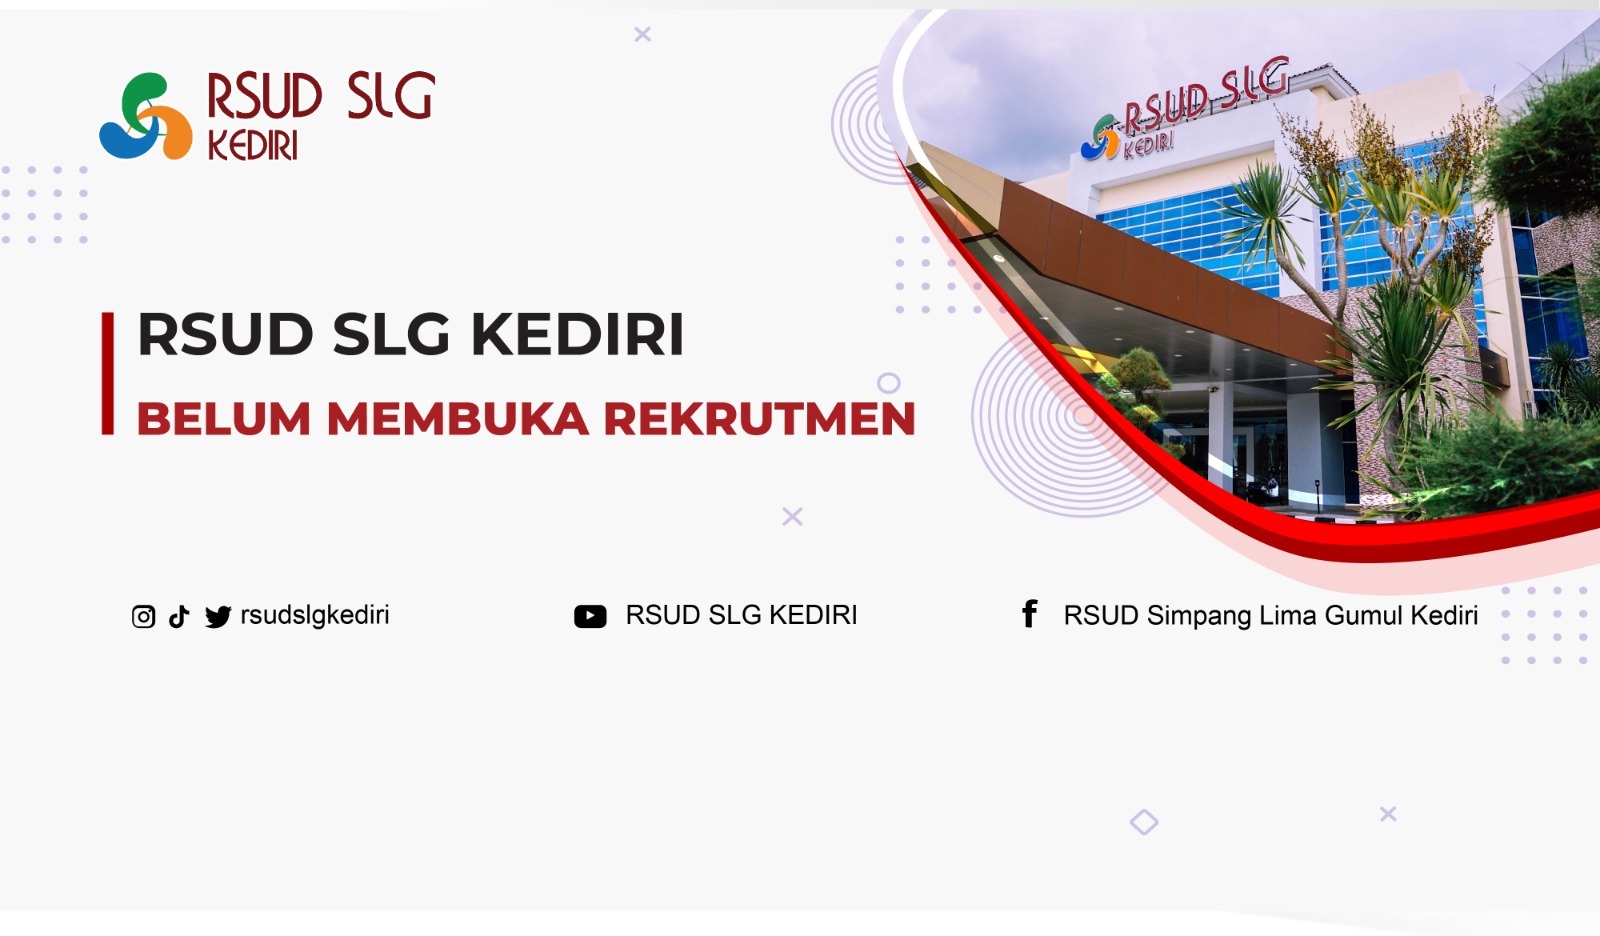 RSUD SLG
KEDIRI
RSUD SLG
KEDIRI
RSUD SLG KEDIRI
BELUM MEMBUKA REKRUTMEN
rsudslgkediri
RSUD SLG KEDIRI
RSUD Simpang Lima Gumul Kediri